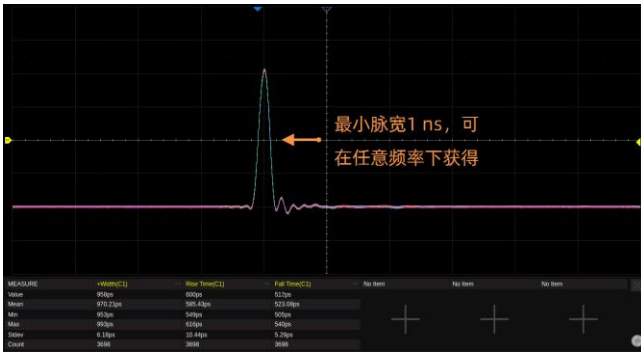 最小脉宽1 ns，可
在任意频率下获得
MEASURE +Width(C1) Rise Time(C1) Fall Time(C1) No Item No Item No Item
Value 958ps 600ps 512ps
Mean 970.21ps 585.43ps 523.08ps
Min 953ps 549ps 505ps
Max 993ps 616ps 540ps
Stdev 6.18ps 10.44ps 5.29ps
Count 3698 3698 3698